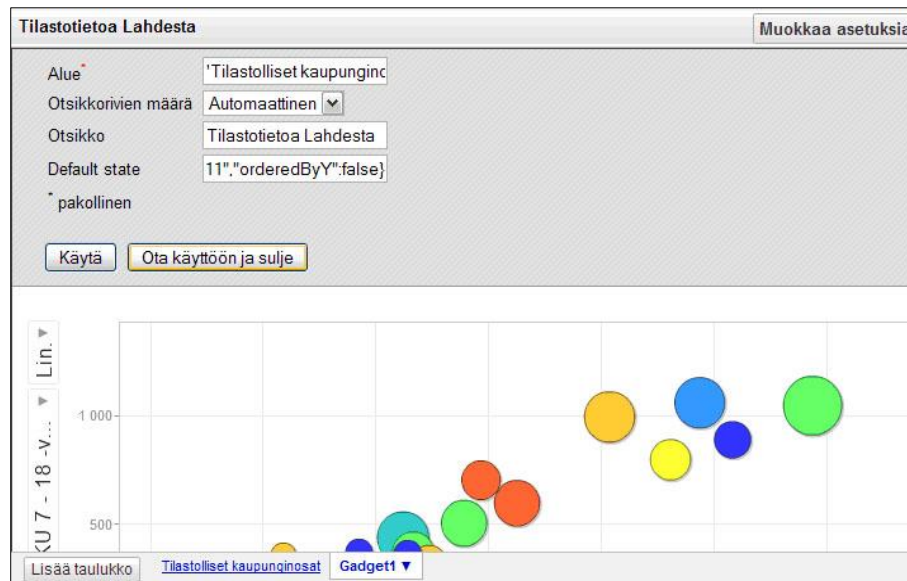 Tilastotietoa Lahdesta Muokkaa asetuksia
Alue* 'Tilastolliset kaupungino
Otsikkorivien määrä Automaattinen
Otsikko Tilastotietoa Lahdesta
Default state 11","orderedByY":false}
* pakollinen
Käytä Ota käyttöön ja sulje
Lin.
KU 7 - 18 -v...
1 000
500
Lisää taulukko Tilastolliset kaupunginosat Gadget1 ▼